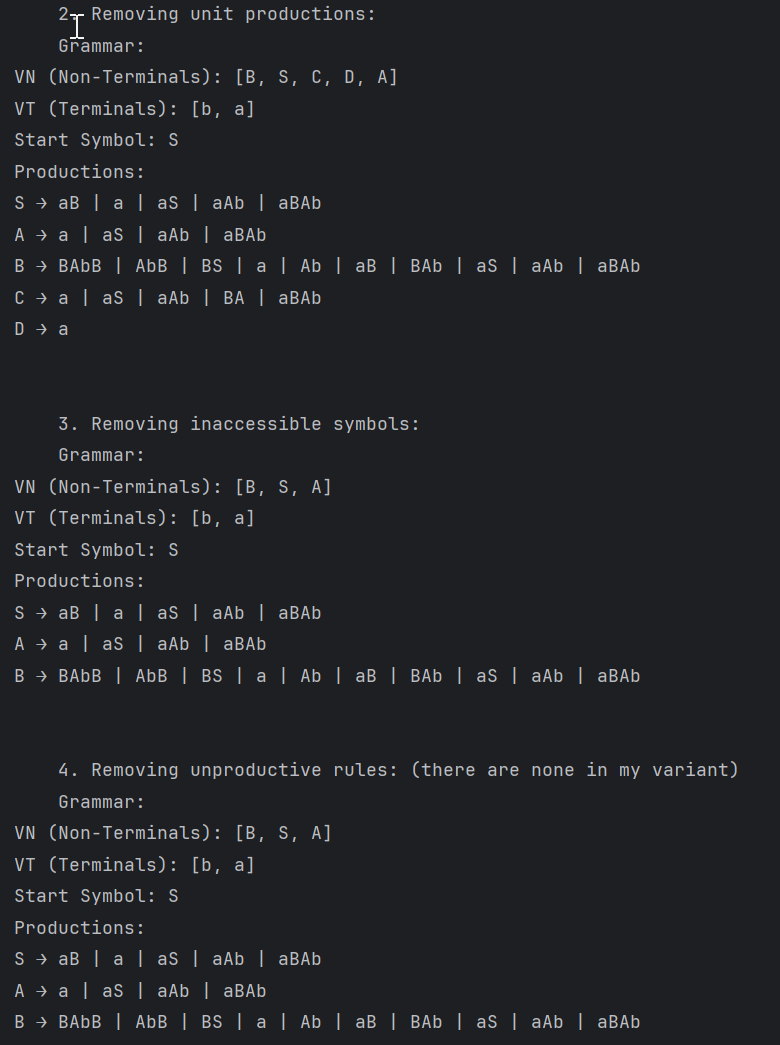 2. Removing unit productions:
Grammar:
VN (Non-Terminals): [B, S, C, D, A]
VT (Terminals): [b, a]
Start Symbol: S
Productions:
S → aB | a | aS | aAb | aBAb
A → a | aS | aAb | aBAb
B → BAbB | AbB | BS | a | Ab | aB | BAb | aS | aAb | aBAb
C → a | aS | aAb | BA | aBAb
D → a
3. Removing inaccessible symbols:
Grammar:
VN (Non-Terminals): [B, S, A]
VT (Terminals): [b, a]
Start Symbol: S
Productions:
S → aB | a | aS | aAb | aBAb
A → a | aS | aAb | aBAb
B → BAbB | AbB | BS | a | Ab | aB | BAb | aS | aAb | aBAb
4. Removing unproductive rules: (there are none in my variant)
Grammar:
VN (Non-Terminals): [B, S, A]
VT (Terminals): [b, a]
Start Symbol: S
Productions:
S → aB | a | aS | aAb | aBAb
A → a | aS | aAb | aBAb
B → BAbB | AbB | BS | a | Ab | aB | BAb | aS | aAb | aBAb